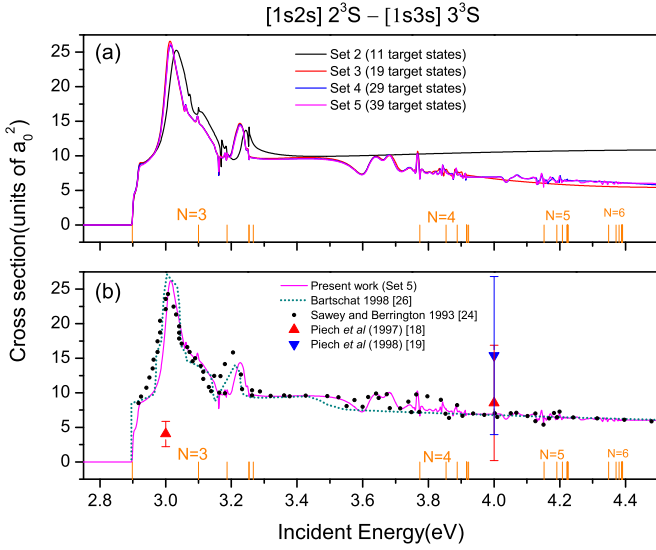 [1s2s] 2³S – [1s3s] 3³S
(a)
Set 2 (11 target states)
Set 3 (19 target states)
Set 4 (29 target states)
Set 5 (39 target states)
25
20
15
10
5
0
N=3
N=4
N=5
N=6
Cross section(units of a₀²)
(b)
Present work (Set 5)
Bartschat 1998 [26]
Sawey and Berrington 1993 [24]
Piech et al (1997) [18]
Piech et al (1998) [19]
25
20
15
10
5
0
N=3
N=4
N=5
N=6
2.8 3.0 3.2 3.4 3.6 3.8 4.0 4.2 4.4
Incident Energy(eV)